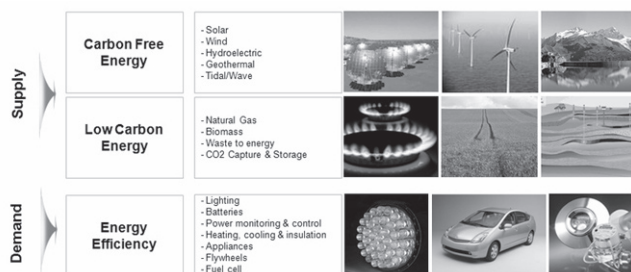 Supply
Carbon Free
Energy
- Solar
- Wind
- Hydroelectric
- Geothermal
- Tidal/Wave
Low Carbon
Energy
- Natural Gas
- Biomass
- Waste to energy
- CO2 Capture & Storage
Demand
Energy
Efficiency
- Lighting
- Batteries
- Power monitoring & control
- Heating, cooling & insulation
- Appliances
- Flywheels
- Fuel cell